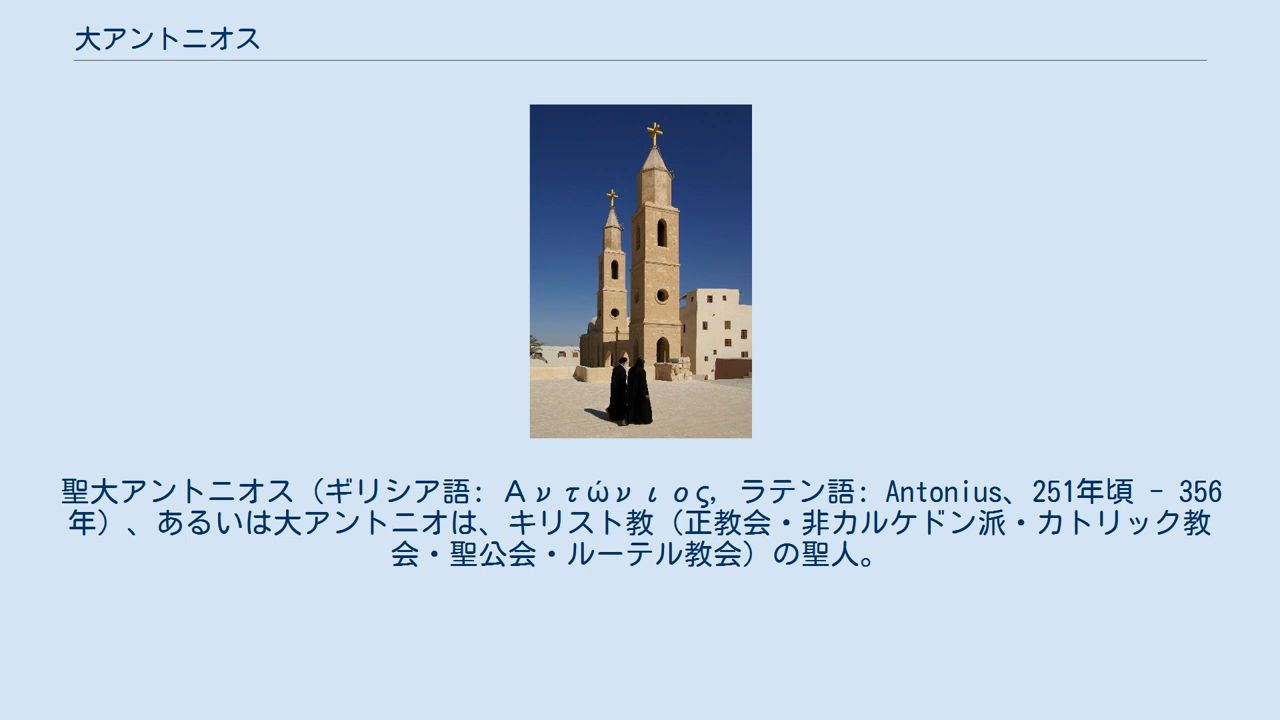 大アントニオス
聖大アントニオス（ギリシア語: Αντώνιος, ラテン語: Antonius、251年頃 - 356
年）、あるいは大アントニオは、キリスト教（正教会・非カルケドン派・カトリック教
会・聖公会・ルーテル教会）の聖人。